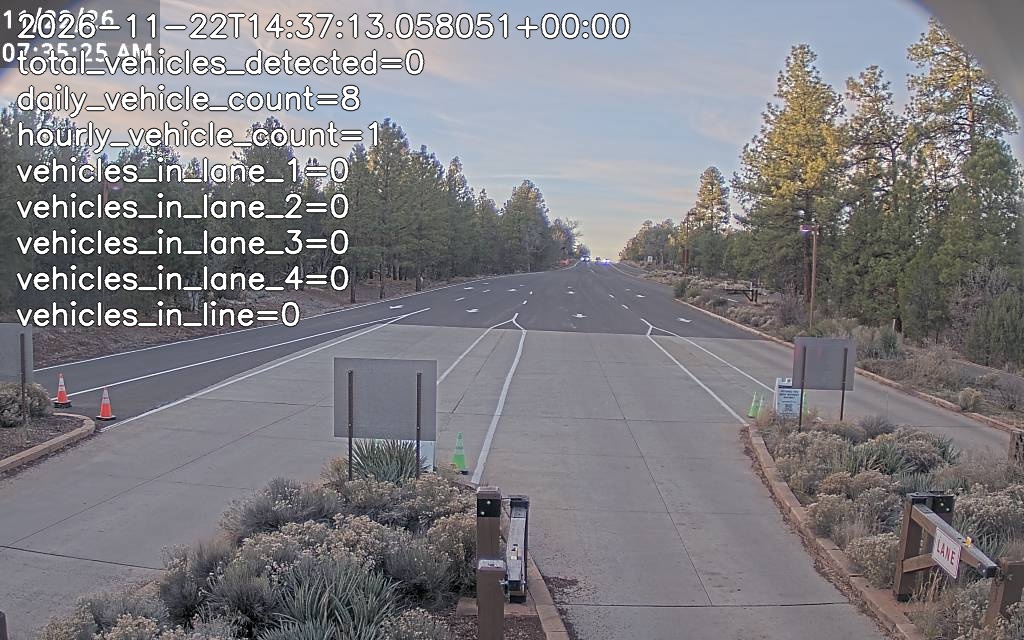 2026-11-22T14:37:13.058051+00:00
07:35:25 AM
total_vehicles_detected=0
daily_vehicle_count=8
hourly_vehicle_count=1
vehicles_in_lane_1=0
vehicles_in_lane_2=0
vehicles_in_lane_3=0
vehicles_in_lane_4=0
vehicles_in_line=0
LANE